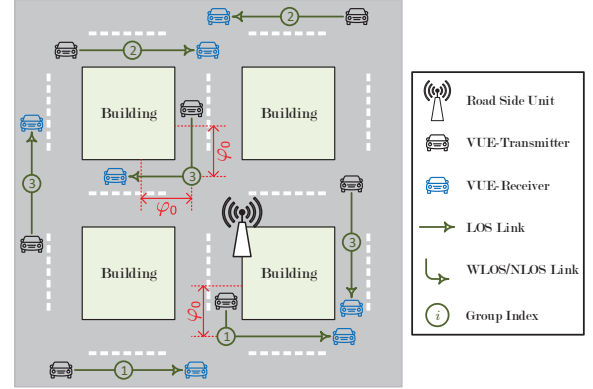 2
2
Building
Building
φ₀
3
3
φ₀
3
Building
Building
φ₀
1
1
Road Side Unit
VUE-Transmitter
VUE-Receiver
LOS Link
WLOS/NLOS Link
i Group Index